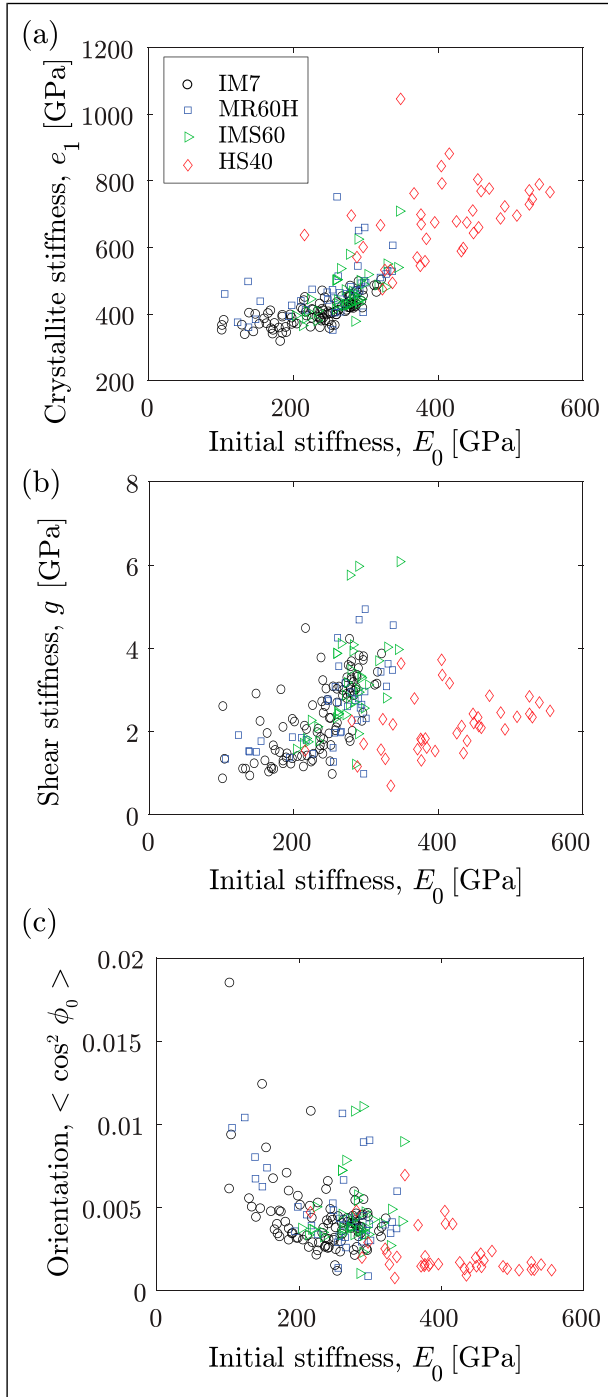 (a)
1200
1000
800
600
400
200
Crystallite stiffness, e1 [GPa]
IM7
MR60H
IMS60
HS40
0 200 400 600
Initial stiffness, E0 [GPa]
(b)
8
6
4
2
0
Shear stiffness, g [GPa]
0 200 400 600
Initial stiffness, E0 [GPa]
(c)
0.02
0.015
0.01
0.005
0
Orientation, < cos² ϕ0 >
0 200 400 600
Initial stiffness, E0 [GPa]